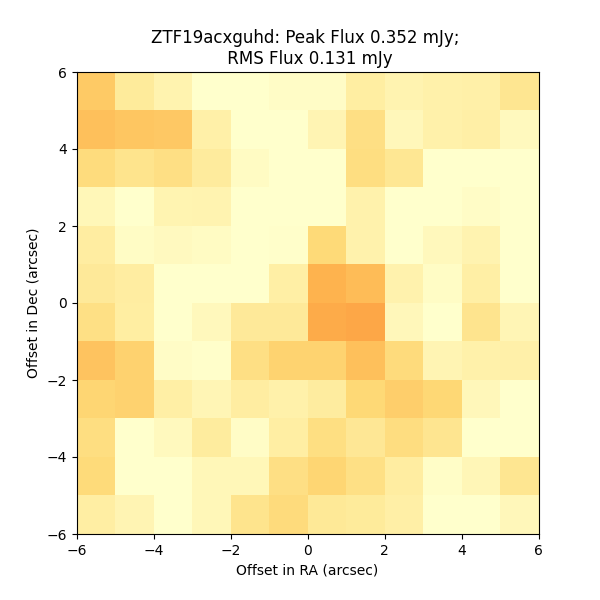 ZTF19acxguhd: Peak Flux 0.352 mJy;
RMS Flux 0.131 mJy
6
4
2
0
−2
−4
−6
Offset in Dec (arcsec)
−6 −4 −2 0 2 4 6
Offset in RA (arcsec)